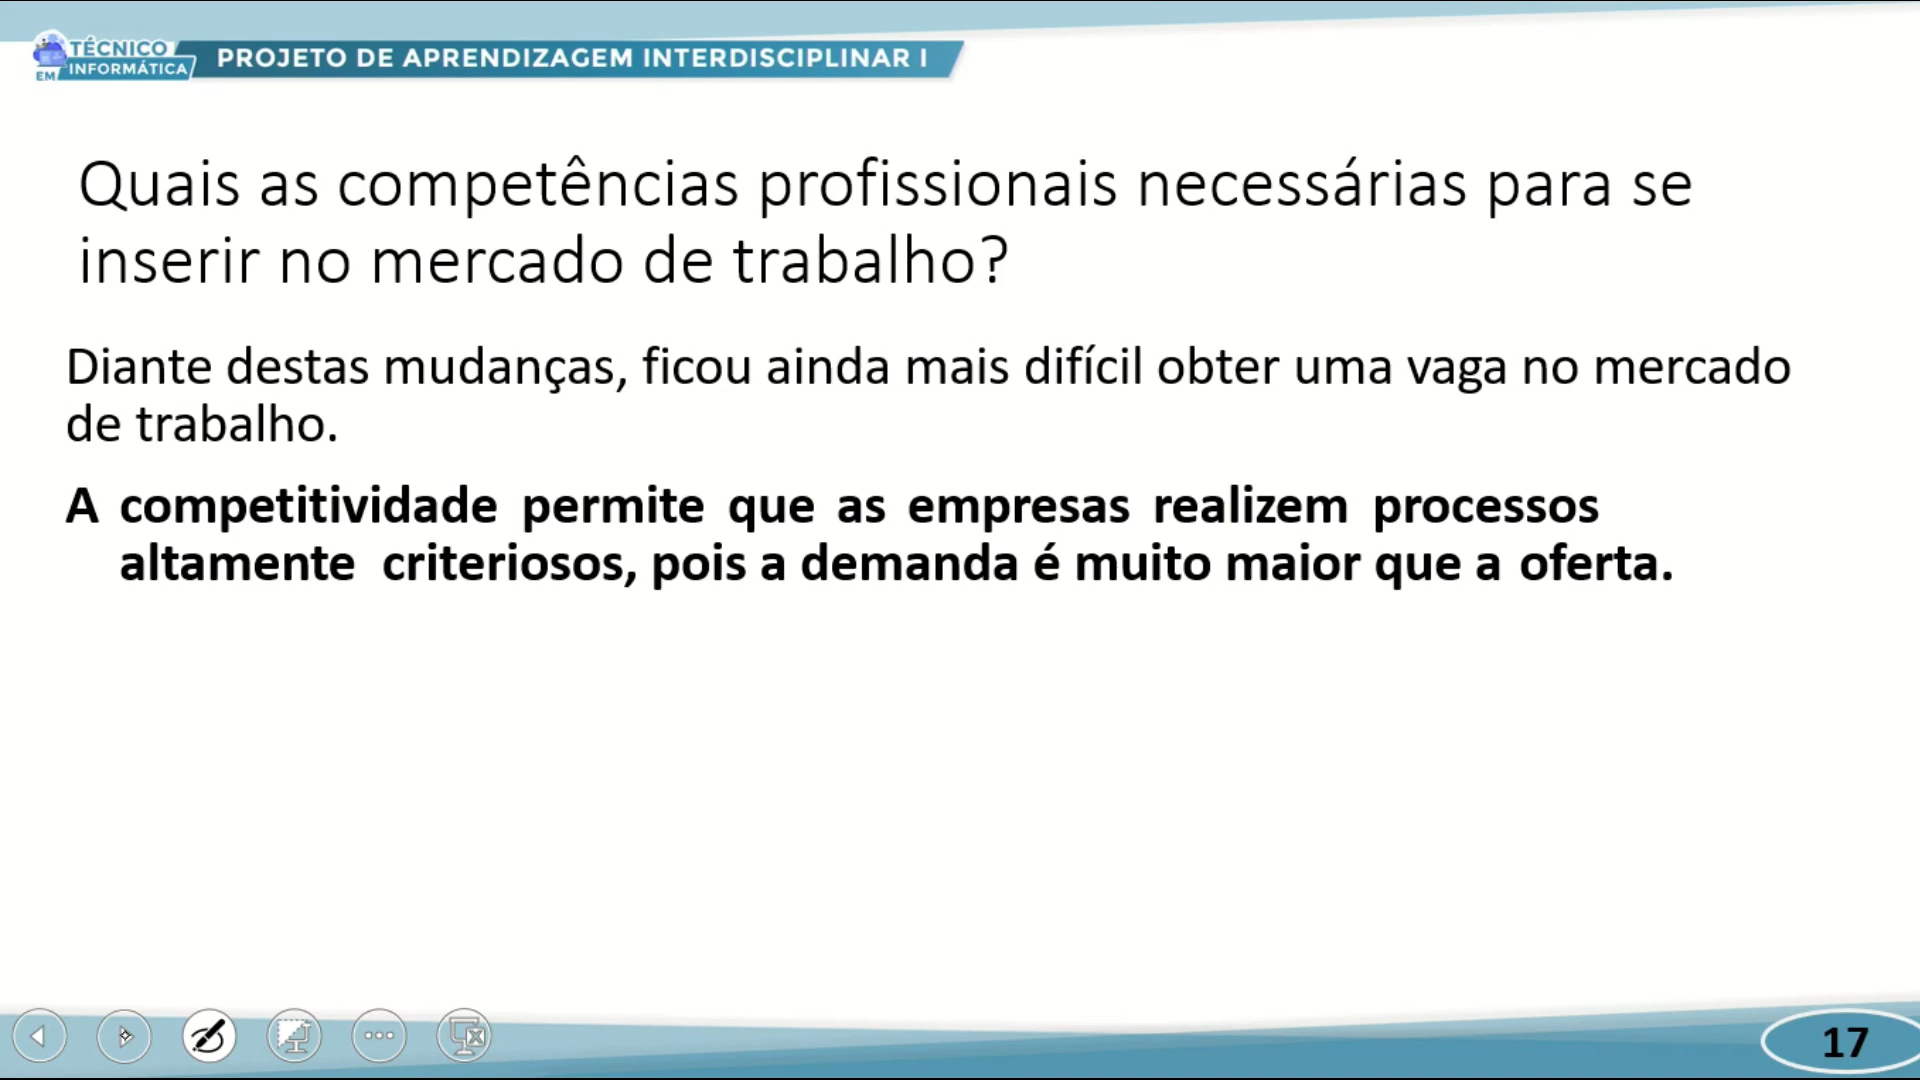 TÉCNICO
EM INFORMÁTICA
PROJETO DE APRENDIZAGEM INTERDISCIPLINAR I
Quais as competências profissionais necessárias para se
inserir no mercado de trabalho?
Diante destas mudanças, ficou ainda mais difícil obter uma vaga no mercado
de trabalho.
A competitividade permite que as empresas realizem processos
altamente criteriosos, pois a demanda é muito maior que a oferta.
17